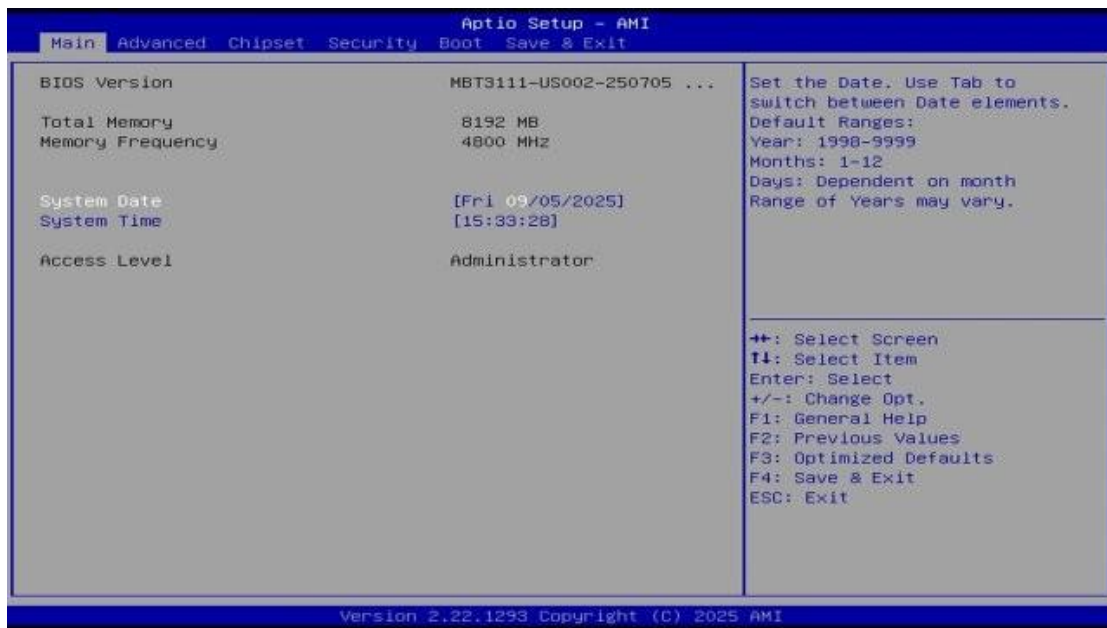 Aptio Setup - AMI
Main Advanced Chipset Security Boot Save & Exit
BIOS Version MBT3111-US002-250705 ...
Total Memory 8192 MB
Memory Frequency 4800 MHz
System Date [Fri 09/05/2025]
System Time [15:33:28]
Access Level Administrator
Set the Date. Use Tab to
switch between Date elements.
Default Ranges:
Year: 1998-9999
Months: 1-12
Days: Dependent on month
Range of Years may vary.
→←: Select Screen
↑↓: Select Item
Enter: Select
+/-: Change Opt.
F1: General Help
F2: Previous Values
F3: Optimized Defaults
F4: Save & Exit
ESC: Exit
Version 2.22.1293 Copyright (C) 2025 AMI